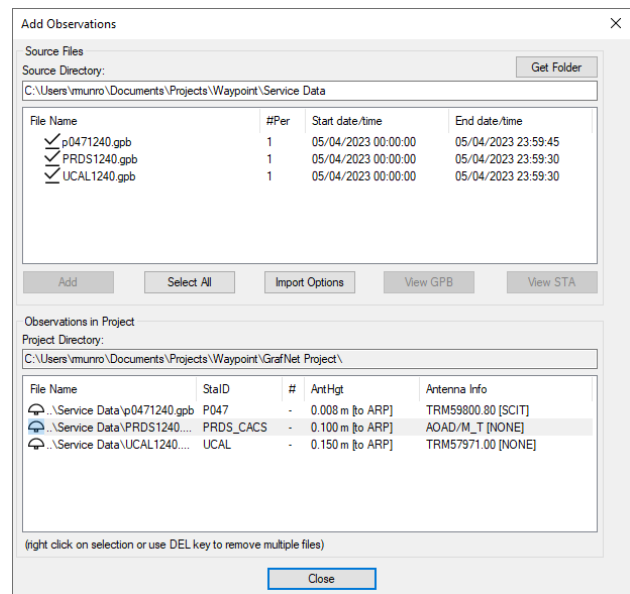 Add Observations
Source Files
Source Directory:
Get Folder
C:\Users\munro\Documents\Projects\Waypoint\Service Data
File Name #Per Start date/time End date/time
p0471240.gpb 1 05/04/2023 00:00:00 05/04/2023 23:59:45
PRDS1240.gpb 1 05/04/2023 00:00:00 05/04/2023 23:59:30
UCAL1240.gpb 1 05/04/2023 00:00:00 05/04/2023 23:59:30
Add Select All Import Options View GPB View STA
Observations in Project
Project Directory:
C:\Users\munro\Documents\Projects\Waypoint\GrafNet Project\
File Name StaID # AntHgt Antenna Info
..\Service Data\p0471240.gpb P047 - 0.008 m [to ARP] TRM59800.80 [SCIT]
..\Service Data\PRDS1240.... PRDS_CACS - 0.100 m [to ARP] AOAD/M_T [NONE]
..\Service Data\UCAL1240.... UCAL - 0.150 m [to ARP] TRM57971.00 [NONE]
(right click on selection or use DEL key to remove multiple files)
Close